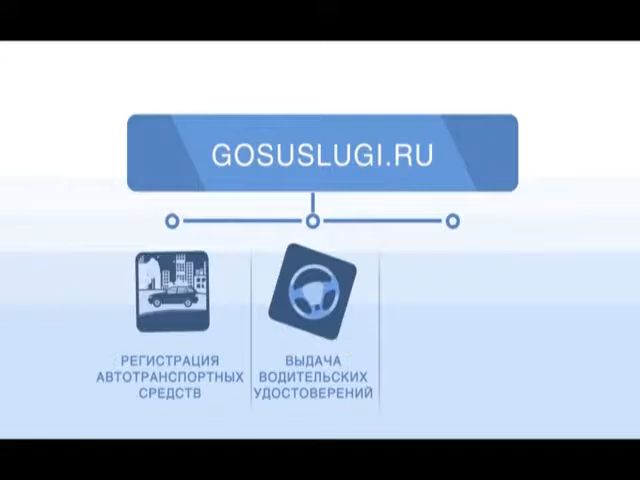 GOSUSLUGI.RU
РЕГИСТРАЦИЯ
АВТОТРАНСПОРТНЫХ
СРЕДСТВ
ВЫДАЧА
ВОДИТЕЛЬСКИХ
УДОСТОВЕРЕНИЙ